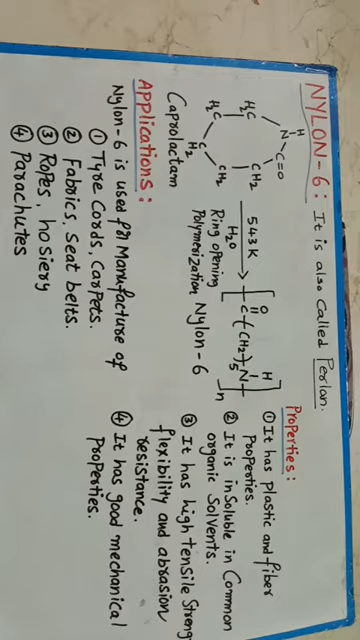 NYLON-6: It is also called Perlon.
H
N
C=O
H₂C
CH₂
H₂C
CH₂
C
H₂
Caprolactam
543K
H₂O
Ring opening
Polymerization
O H
[C-(CH₂)₅-N]n
Nylon-6
Applications:
Nylon-6 is used for Manufacture of
① Tyre Cords, Carpets.
② Fabrics, Seat belts.
③ Ropes, hosiery
④ Parachutes
Properties:
① It has plastic and fiber
properties.
② It is insoluble in Common
organic Solvents.
③ It has high tensile Streng
flexibility and abrasion
resistance.
④ It has good mechanical
properties.